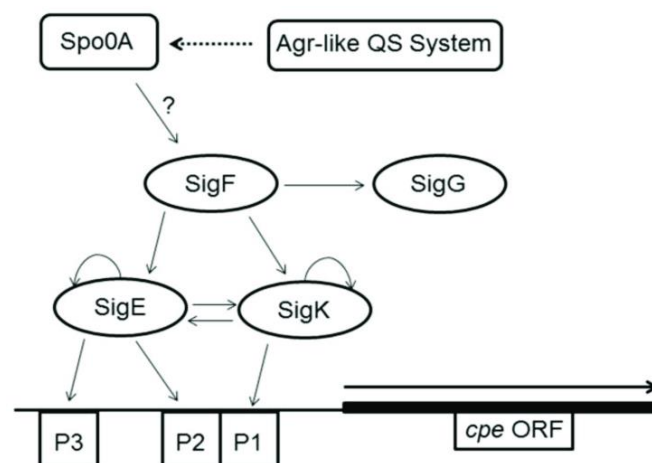 Spo0A
Agr-like QS System
?
SigF
SigG
SigE
SigK
P3
P2
P1
cpe ORF